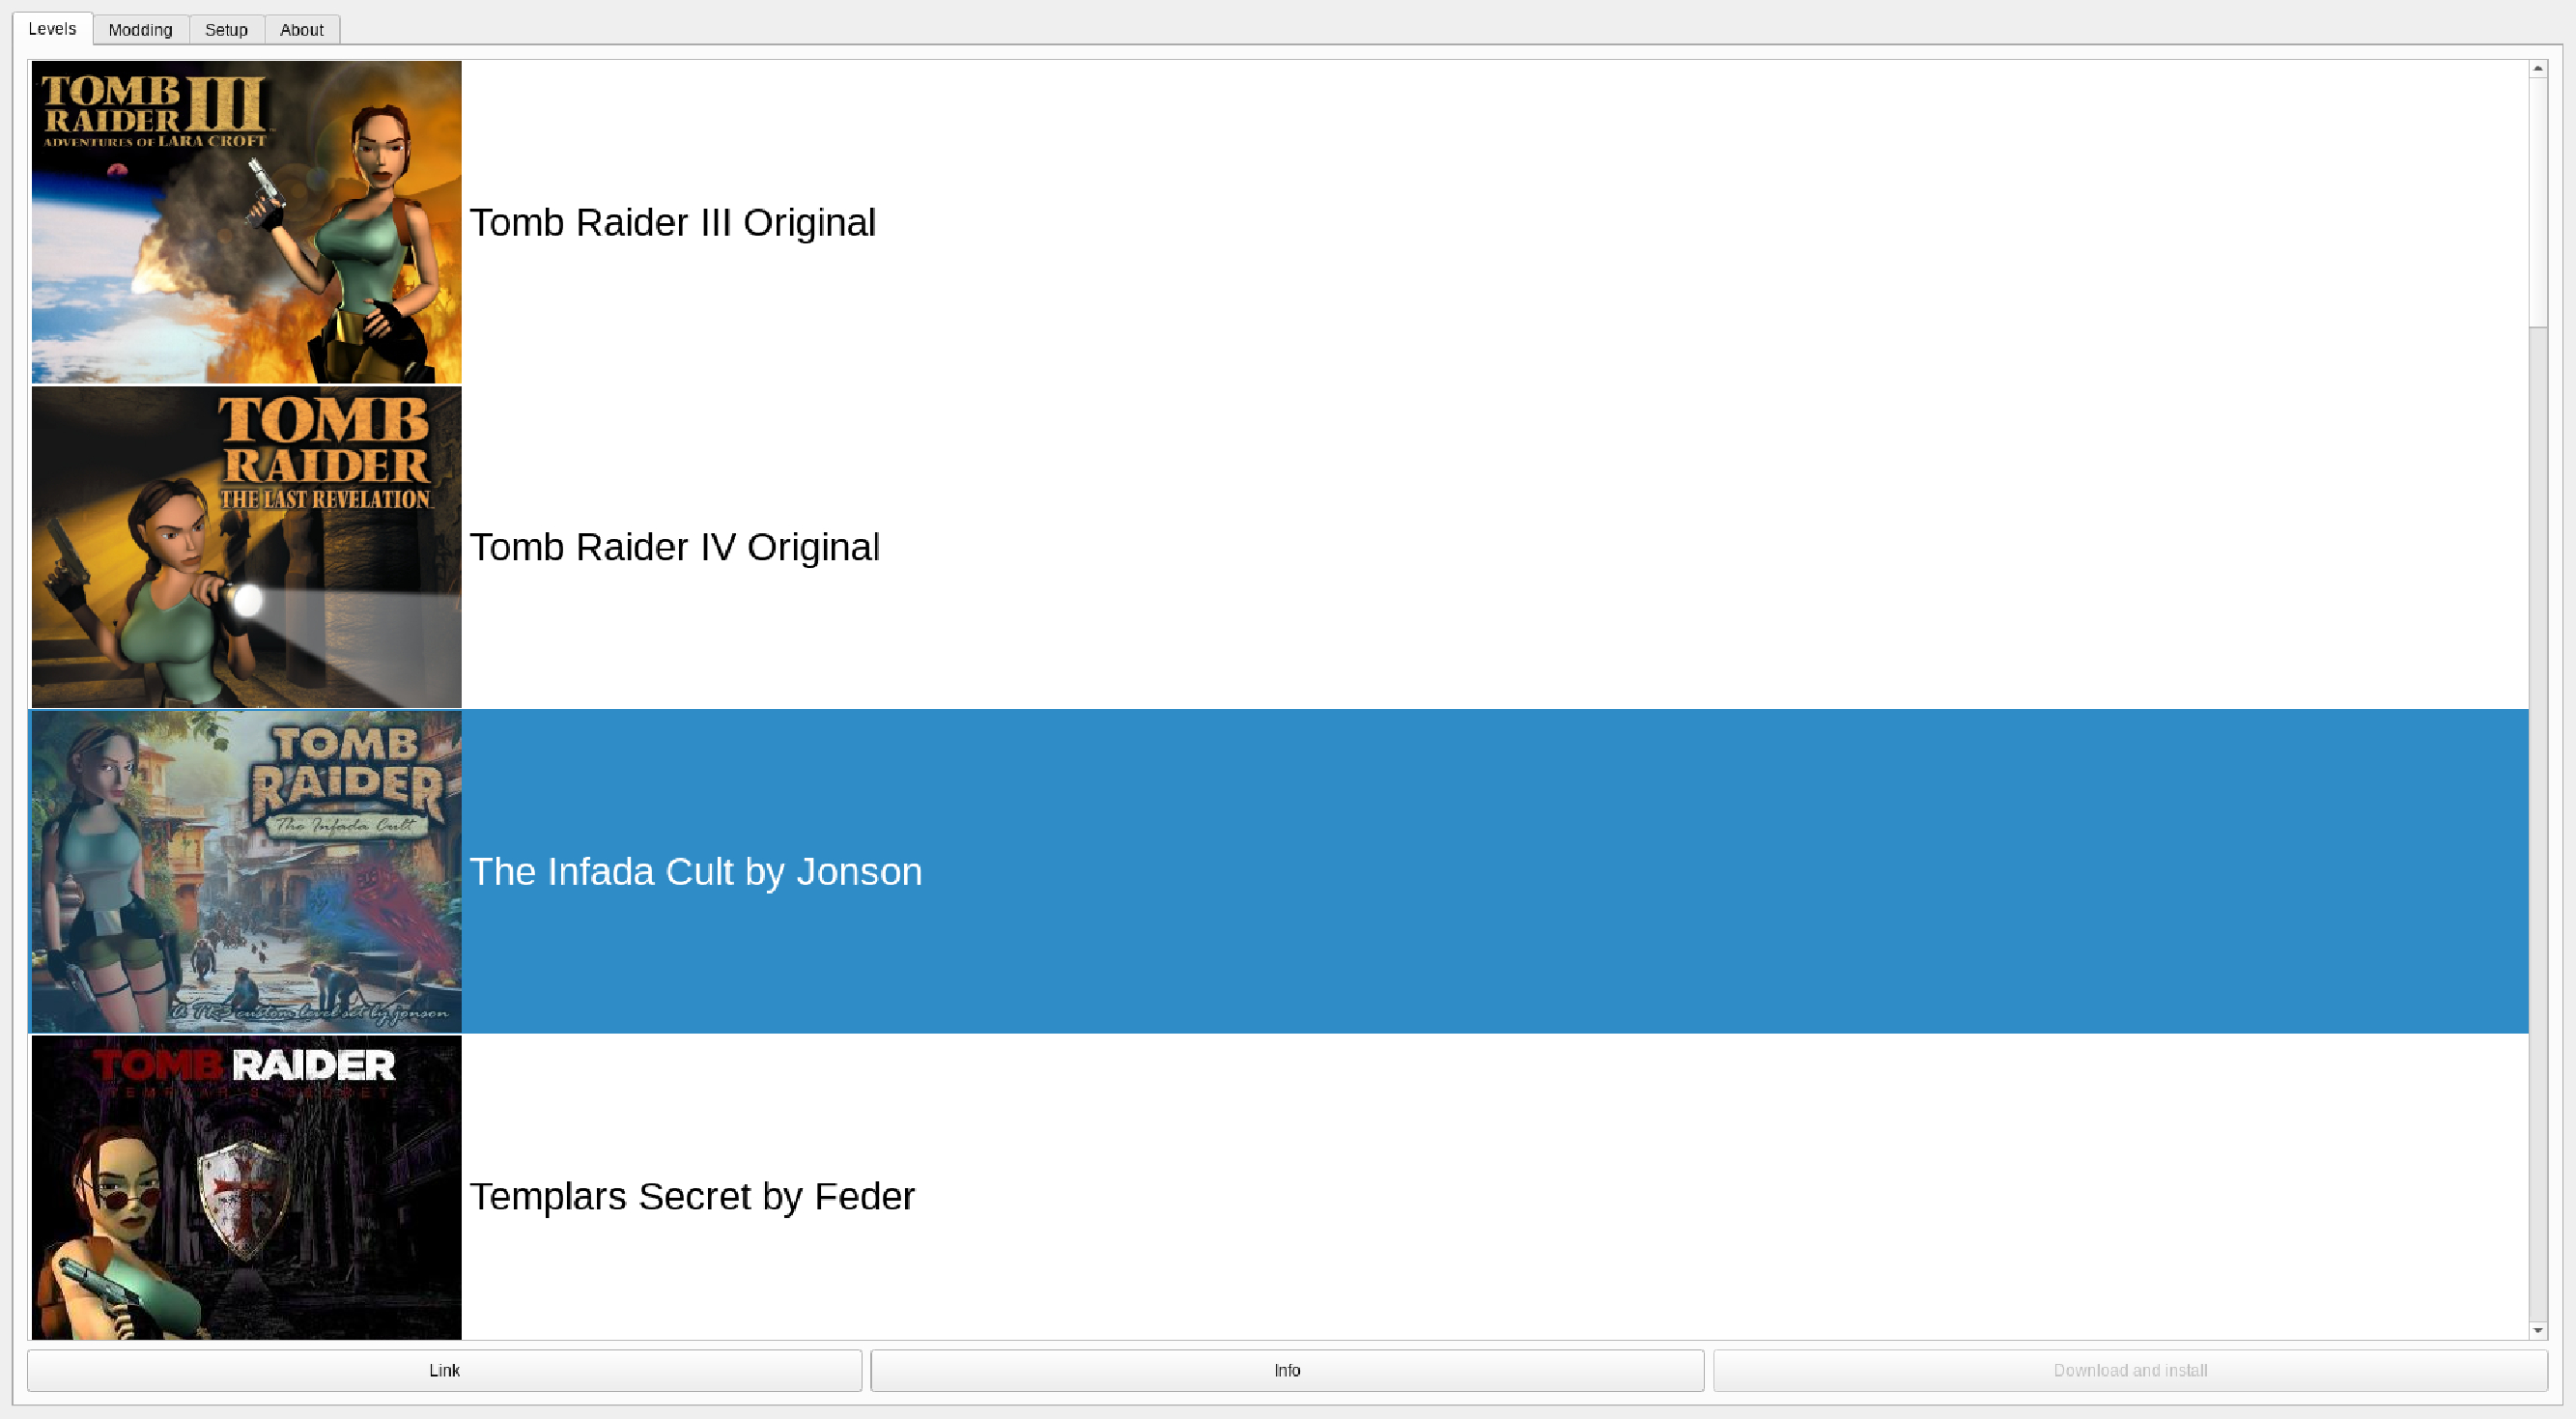 Levels
Modding
Setup
About
TOMB
RAIDER III
ADVENTURES OF LARA CROFT
Tomb Raider III Original
TOMB
RAIDER
THE LAST REVELATION
Tomb Raider IV Original
TOMB
RAIDER
The Infada Cult
A TR3 custom level set by jonson
The Infada Cult by Jonson
TOMB RAIDER
TEMPLAR'S SECRET
Templars Secret by Feder
Link
Info
Download and install